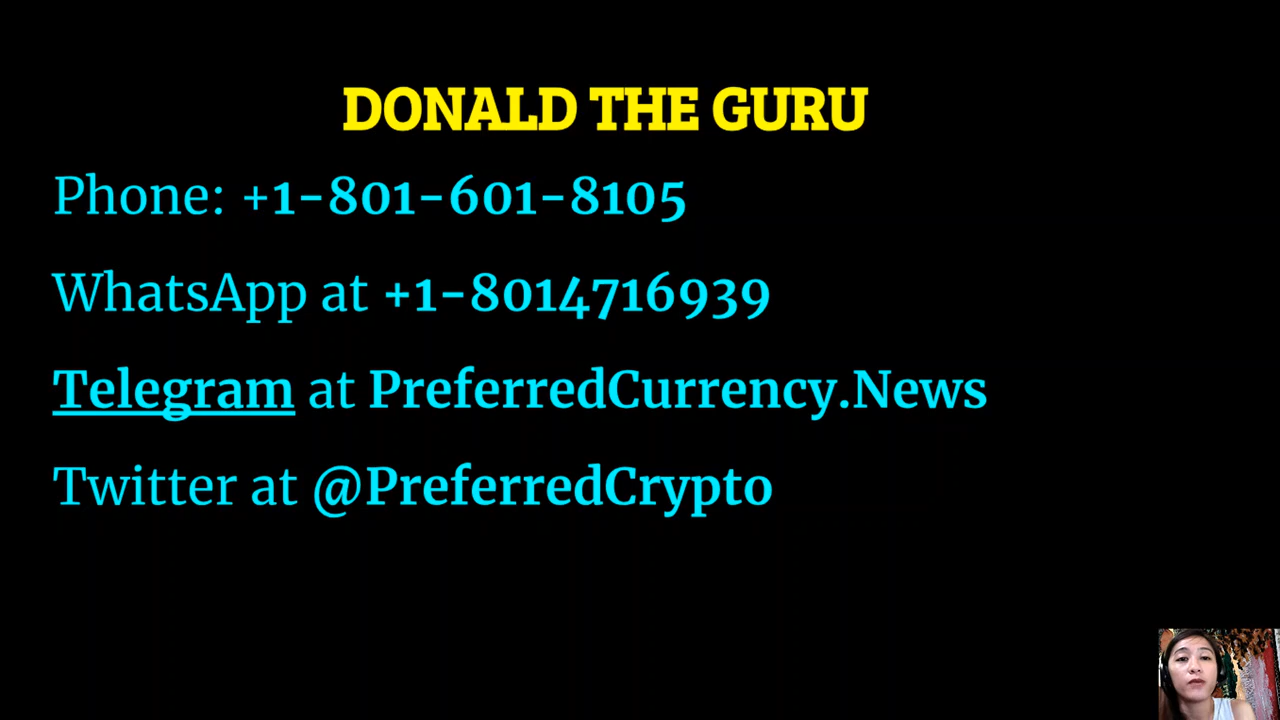 DONALD THE GURU
Phone: +1-801-601-8105
WhatsApp at +1-8014716939
Telegram at PreferredCurrency.News
Twitter at @PreferredCrypto